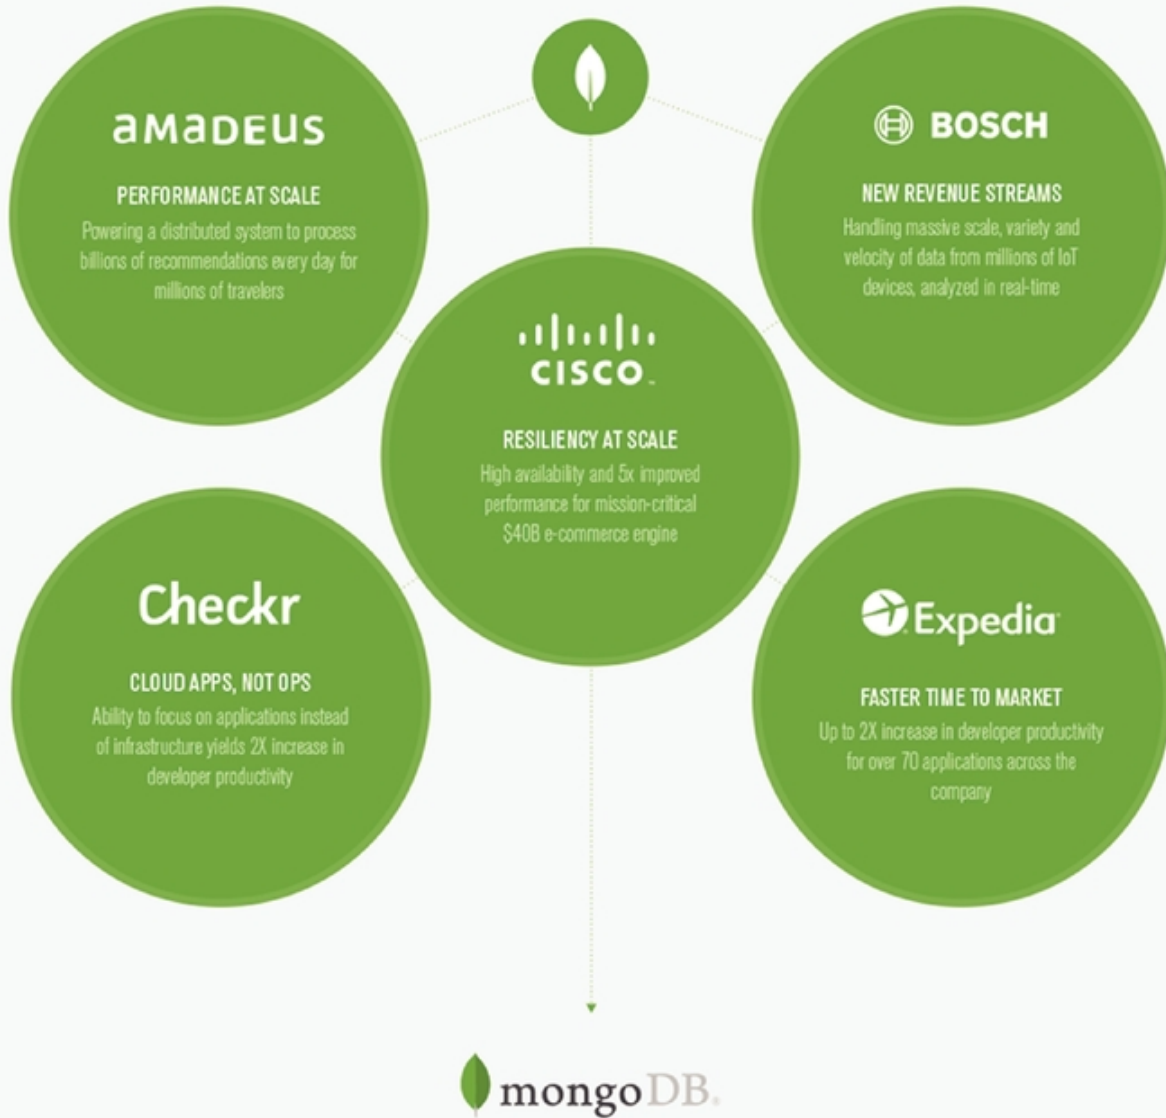 amadeus
PERFORMANCE AT SCALE
Powering a distributed system to process
billions of recommendations every day for
millions of travelers
BOSCH
NEW REVENUE STREAMS
Handling massive scale, variety and
velocity of data from millions of IoT
devices, analyzed in real-time
CISCO™
RESILIENCY AT SCALE
High availability and 5x improved
performance for mission-critical
$40B e-commerce engine
Checkr
CLOUD APPS, NOT OPS
Ability to focus on applications instead
of infrastructure yields 2X increase in
developer productivity
Expedia
FASTER TIME TO MARKET
Up to 2X increase in developer productivity
for over 70 applications across the
company
mongoDB®